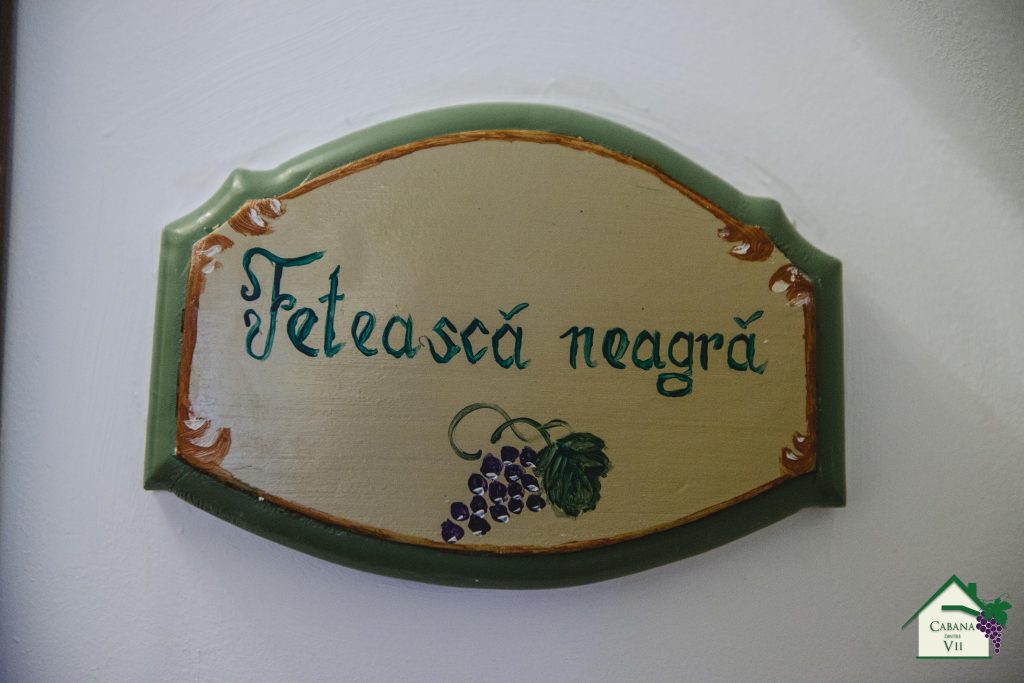 Fetească neagră
CABANA
DINTRE
VII